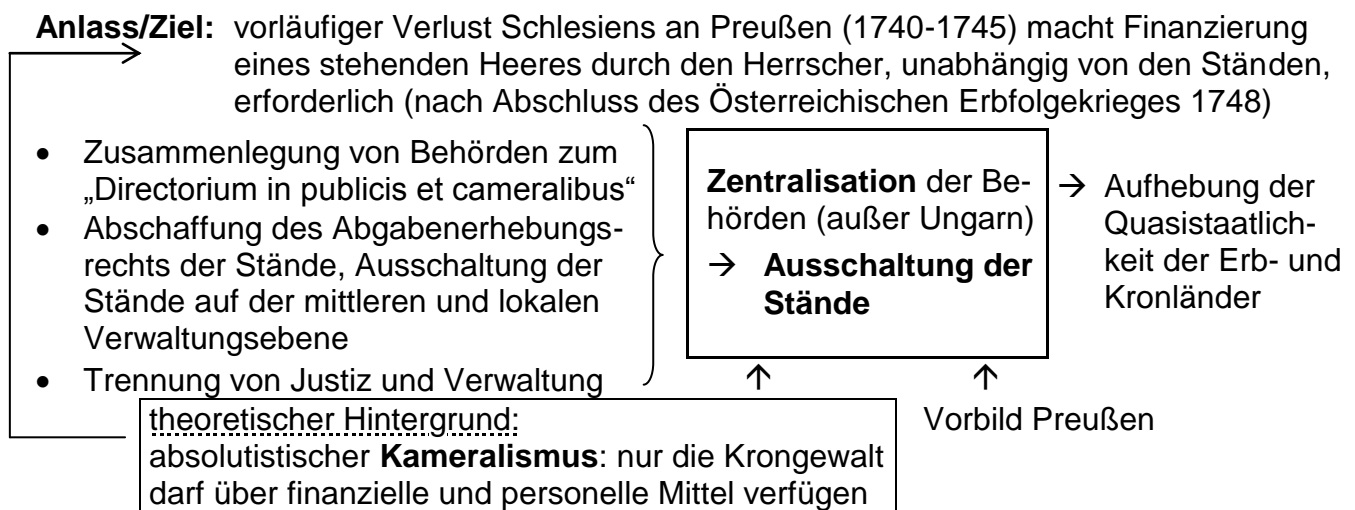 Anlass/Ziel: vorläufiger Verlust Schlesiens an Preußen (1740-1745) macht Finanzierung
eines stehenden Heeres durch den Herrscher, unabhängig von den Ständen,
erforderlich (nach Abschluss des Österreichischen Erbfolgekrieges 1748)
• Zusammenlegung von Behörden zum
„Directorium in publicis et cameralibus“
• Abschaffung des Abgabenerhebungs-
rechts der Stände, Ausschaltung der
Stände auf der mittleren und lokalen
Verwaltungsebene
• Trennung von Justiz und Verwaltung
Zentralisation der Be-
hörden (außer Ungarn)
→ Ausschaltung der
Stände
→ Aufhebung der
Quasistaatlich-
keit der Erb- und
Kronländer
↑ ↑
theoretischer Hintergrund:
absolutistischer Kameralismus: nur die Krongewalt
darf über finanzielle und personelle Mittel verfügen
Vorbild Preußen